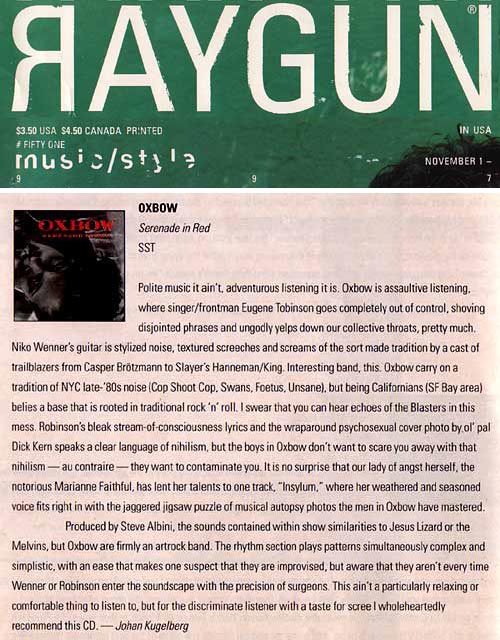 RAYGUN®
$3.50 USA $4.50 CANADA PRINTED IN USA
# FIFTY ONE
music/style NOVEMBER 1 –
9 9 7
OXBOW
OXBOW
Serenade in Red
SST
Polite music it ain't, adventurous listening it is. Oxbow is assaultive listening,
where singer/frontman Eugene Tobinson goes completely out of control, shoving
disjointed phrases and ungodly yelps down our collective throats, pretty much.
Niko Wenner's guitar is stylized noise, textured screeches and screams of the sort made tradition by a cast of
trailblazers from Casper Brötzmann to Slayer's Hanneman/King. Interesting band, this. Oxbow carry on a
tradition of NYC late-'80s noise (Cop Shoot Cop, Swans, Foetus, Unsane), but being Californians (SF Bay area)
belies a base that is rooted in traditional rock 'n' roll. I swear that you can hear echoes of the Blasters in this
mess. Robinson's bleak stream-of-consciousness lyrics and the wraparound psychosexual cover photo by ol' pal
Dick Kern speaks a clear language of nihilism, but the boys in Oxbow don't want to scare you away with that
nihilism — au contraire — they want to contaminate you. It is no surprise that our lady of angst herself, the
notorious Marianne Faithful, has lent her talents to one track, "Insylum," where her weathered and seasoned
voice fits right in with the jaggered jigsaw puzzle of musical autopsy photos the men in Oxbow have mastered.
Produced by Steve Albini, the sounds contained within show similarities to Jesus Lizard or the
Melvins, but Oxbow are firmly an artrock band. The rhythm section plays patterns simultaneously complex and
simplistic, with an ease that makes one suspect that they are improvised, but aware that they aren't every time
Wenner or Robinson enter the soundscape with the precision of surgeons. This ain't a particularly relaxing or
comfortable thing to listen to, but for the discriminate listener with a taste for scree I wholeheartedly
recommend this CD. — Johan Kugelberg